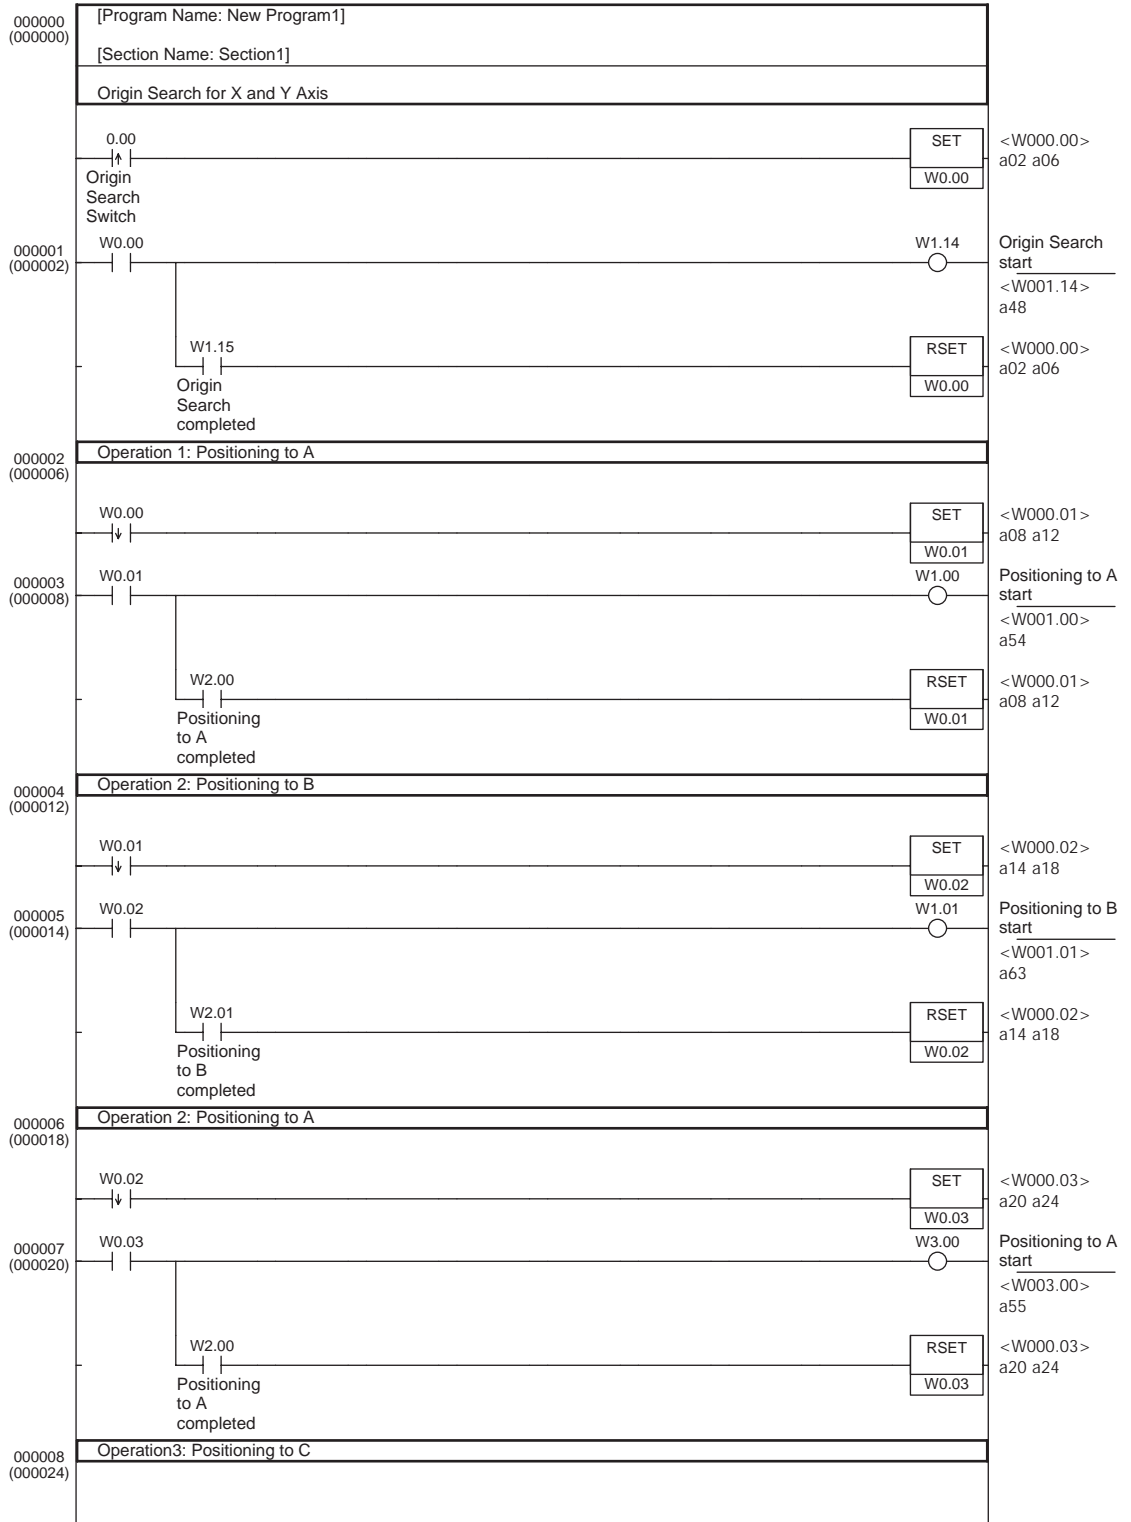 000000
(000000)
[Program Name: New Program1]
[Section Name: Section1]
Origin Search for X and Y Axis
0.00
Origin
Search
Switch
SET
W0.00
<W000.00>
a02 a06
000001
(000002)
W0.00
W1.14
Origin Search
start
<W001.14>
a48
W1.15
Origin
Search
completed
RSET
W0.00
<W000.00>
a02 a06
000002
(000006)
Operation 1: Positioning to A
W0.00
SET
W0.01
<W000.01>
a08 a12
000003
(000008)
W0.01
W1.00
Positioning to A
start
<W001.00>
a54
W2.00
Positioning
to A
completed
RSET
W0.01
<W000.01>
a08 a12
000004
(000012)
Operation 2: Positioning to B
W0.01
SET
W0.02
<W000.02>
a14 a18
000005
(000014)
W0.02
W1.01
Positioning to B
start
<W001.01>
a63
W2.01
Positioning
to B
completed
RSET
W0.02
<W000.02>
a14 a18
000006
(000018)
Operation 2: Positioning to A
W0.02
SET
W0.03
<W000.03>
a20 a24
000007
(000020)
W0.03
W3.00
Positioning to A
start
<W003.00>
a55
W2.00
Positioning
to A
completed
RSET
W0.03
<W000.03>
a20 a24
000008
(000024)
Operation3: Positioning to C